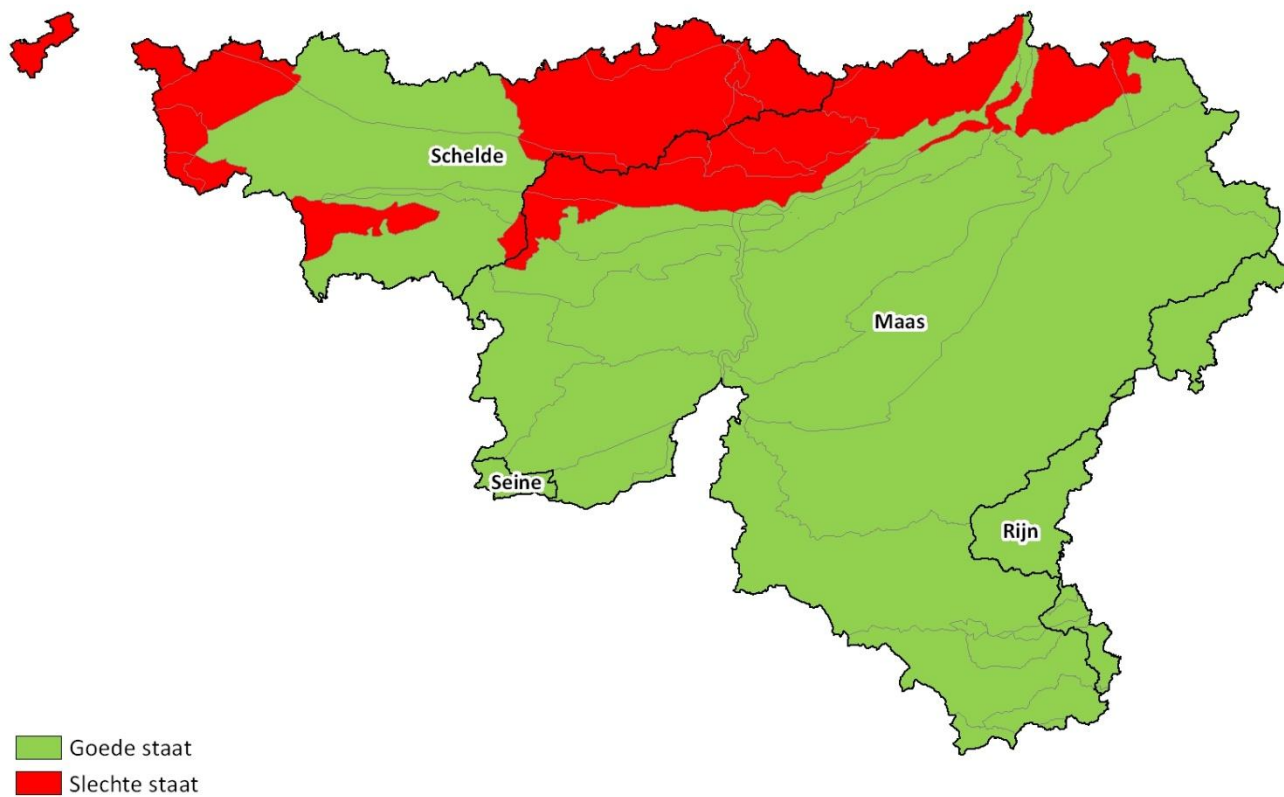 Schelde
Maas
Seine
Rijn
Goede staat
Slechte staat